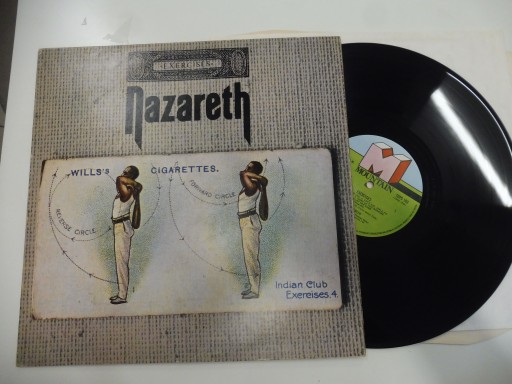 EXERCISES
nazareth
WILLS'S CIGARETTES.
REVERSE CIRCLE
FORWARD CIRCLE
Indian Club
Exercises. 4.
M
MOUNTAIN